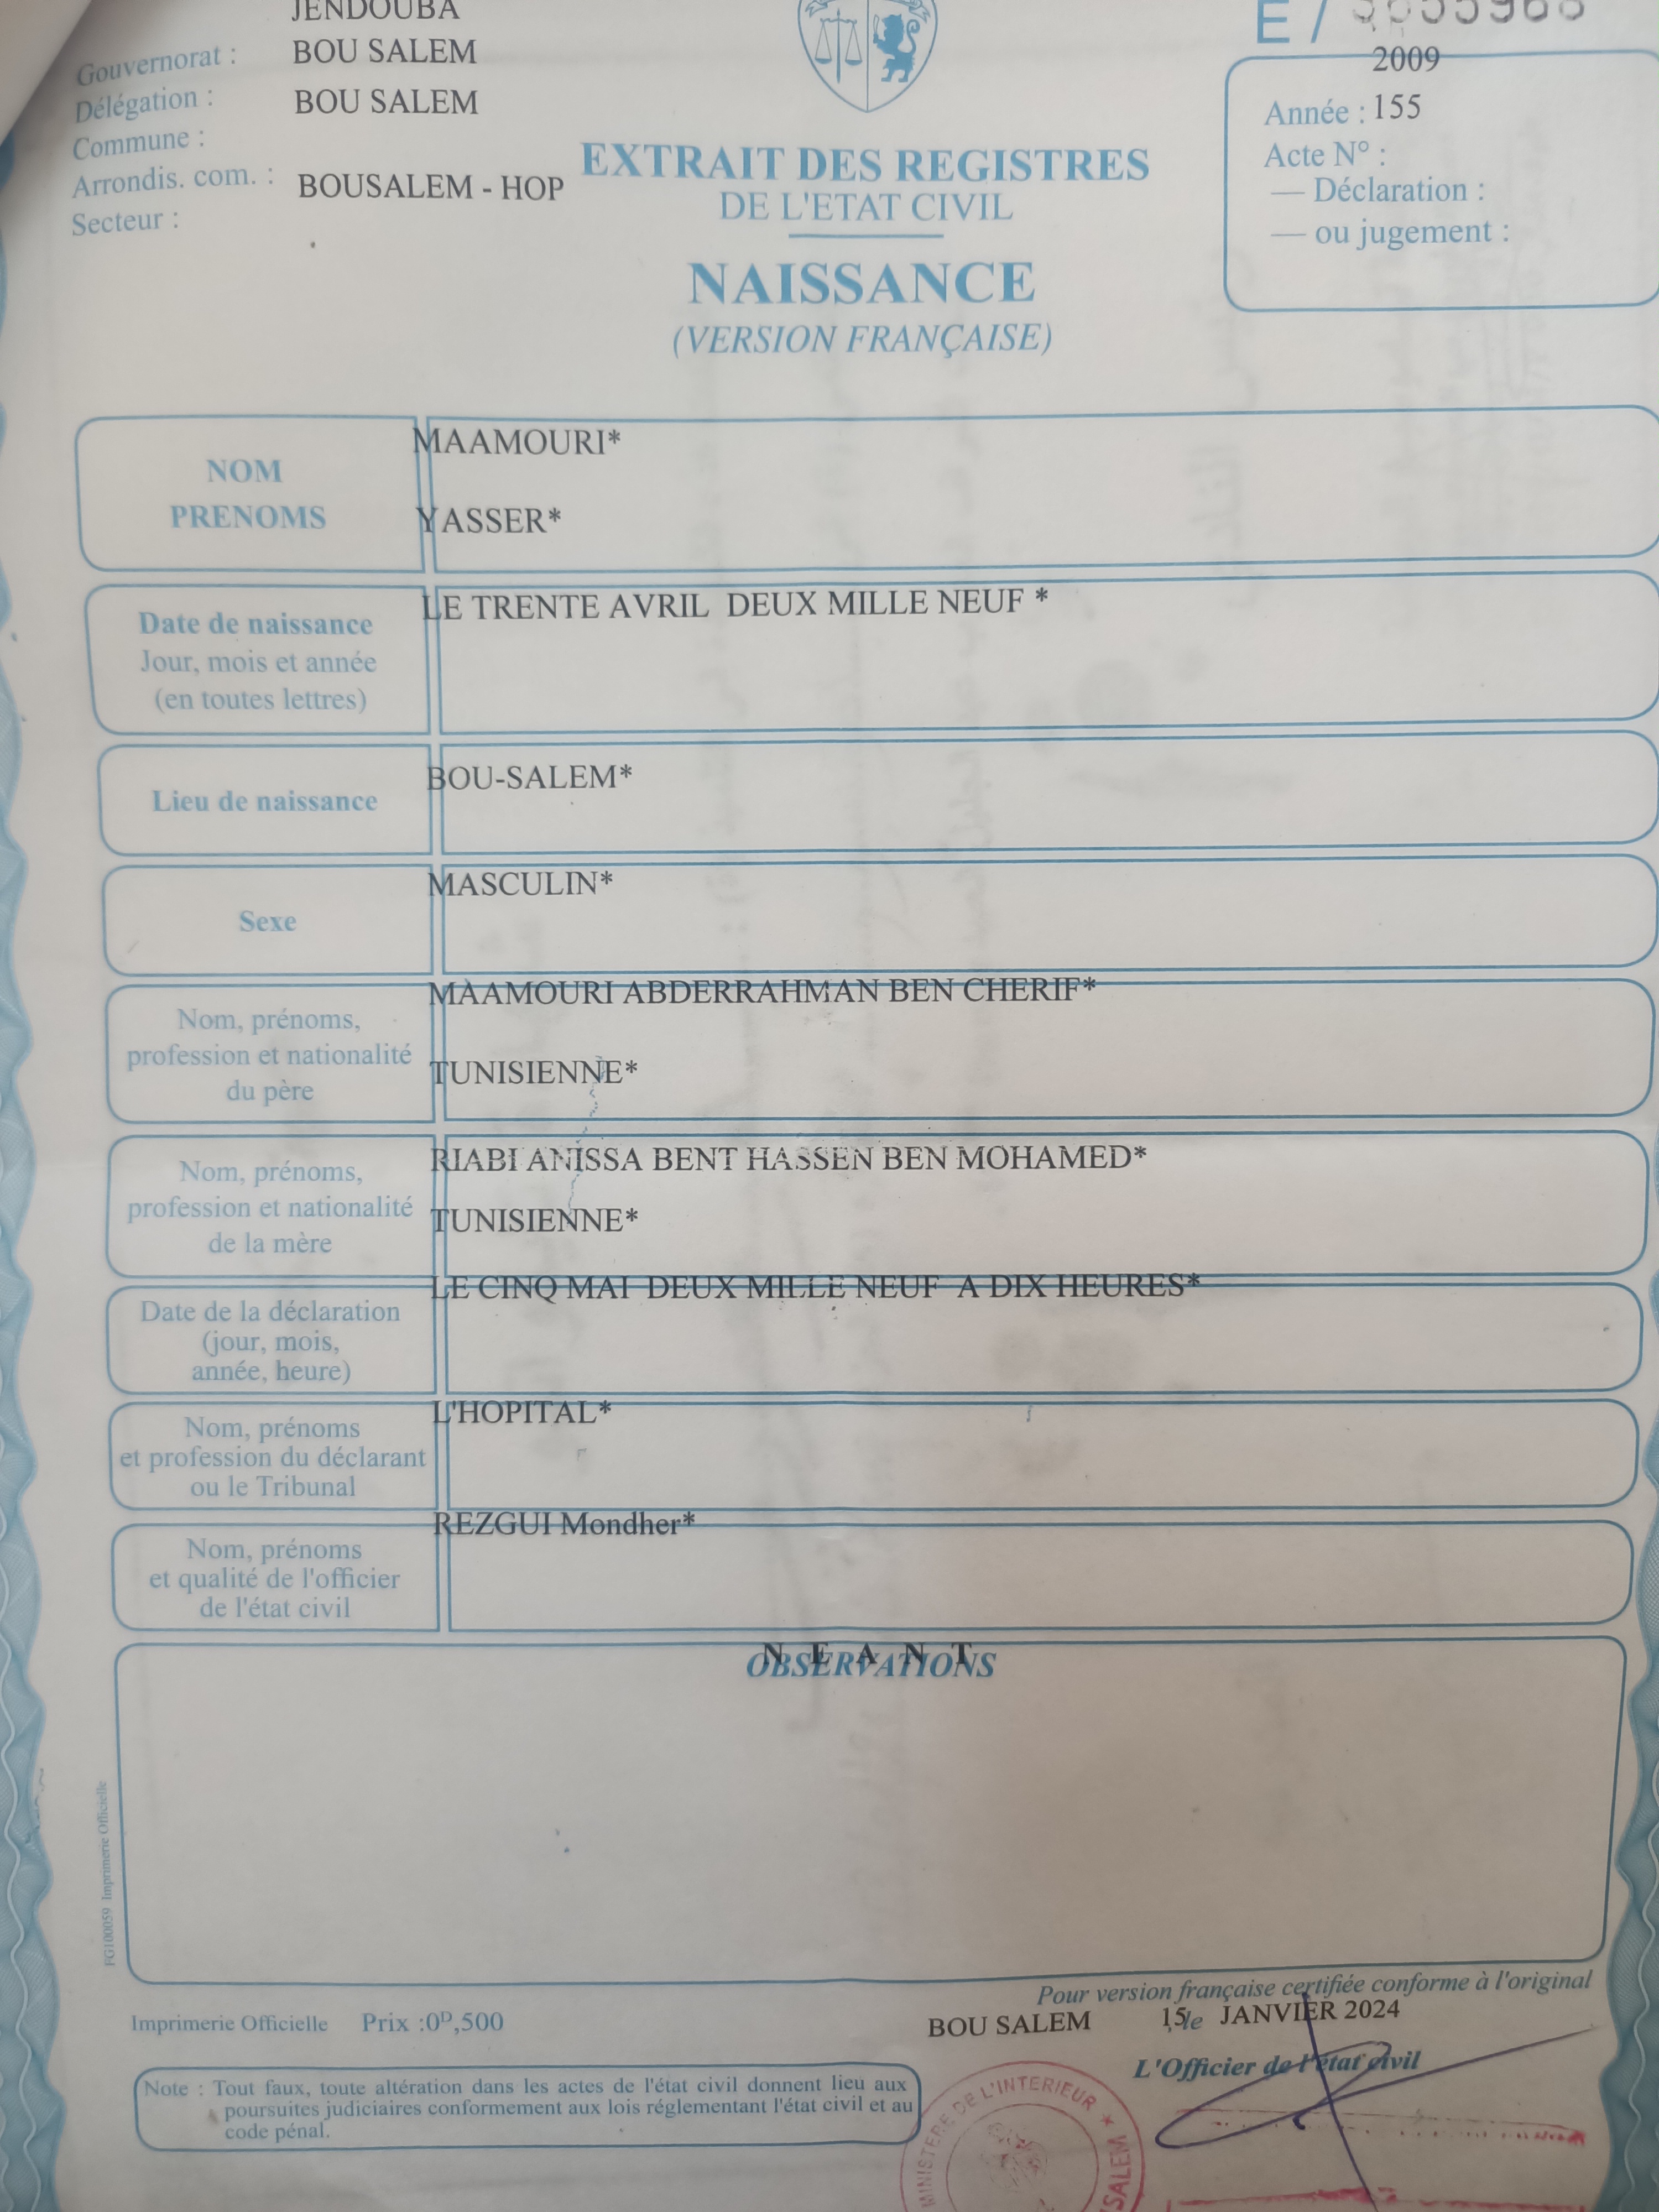 JENDOUBA
Gouvernorat : BOU SALEM
Délégation : BOU SALEM
Commune :
Arrondis. com. : BOUSALEM - HOP
Secteur :
E /
2009
Année : 155
Acte N° :
— Déclaration :
— ou jugement :
EXTRAIT DES REGISTRES
DE L'ETAT CIVIL
NAISSANCE
(VERSION FRANÇAISE)
NOM
PRENOMS
MAAMOURI*
YASSER*
Date de naissance
Jour, mois et année
(en toutes lettres)
LE TRENTE AVRIL DEUX MILLE NEUF *
Lieu de naissance
BOU-SALEM*
Sexe
MASCULIN*
Nom, prénoms,
profession et nationalité
du père
MAAMOURI ABDERRAHMAN BEN CHERIF*
TUNISIENNE*
Nom, prénoms,
profession et nationalité
de la mère
RIABI ANISSA BENT HASSEN BEN MOHAMED*
TUNISIENNE*
Date de la déclaration
(jour, mois,
année, heure)
LE CINQ MAI DEUX MILLE NEUF A DIX HEURES*
Nom, prénoms
et profession du déclarant
ou le Tribunal
L'HOPITAL*
Nom, prénoms
et qualité de l'officier
de l'état civil
REZGUI Mondher*
N E A N T
OBSERVATIONS
FG100059 Imprimerie Officielle
Pour version française certifiée conforme à l'original
Imprimerie Officielle Prix :0ᴰ,500
BOU SALEM 15 le JANVIER 2024
L'Officier de l'état civil
Note : Tout faux, toute altération dans les actes de l'état civil donnent lieu aux
poursuites judiciaires conformement aux lois réglementant l'état civil et au
code pénal.
MINISTERE DE L'INTERIEUR ★
SALEM